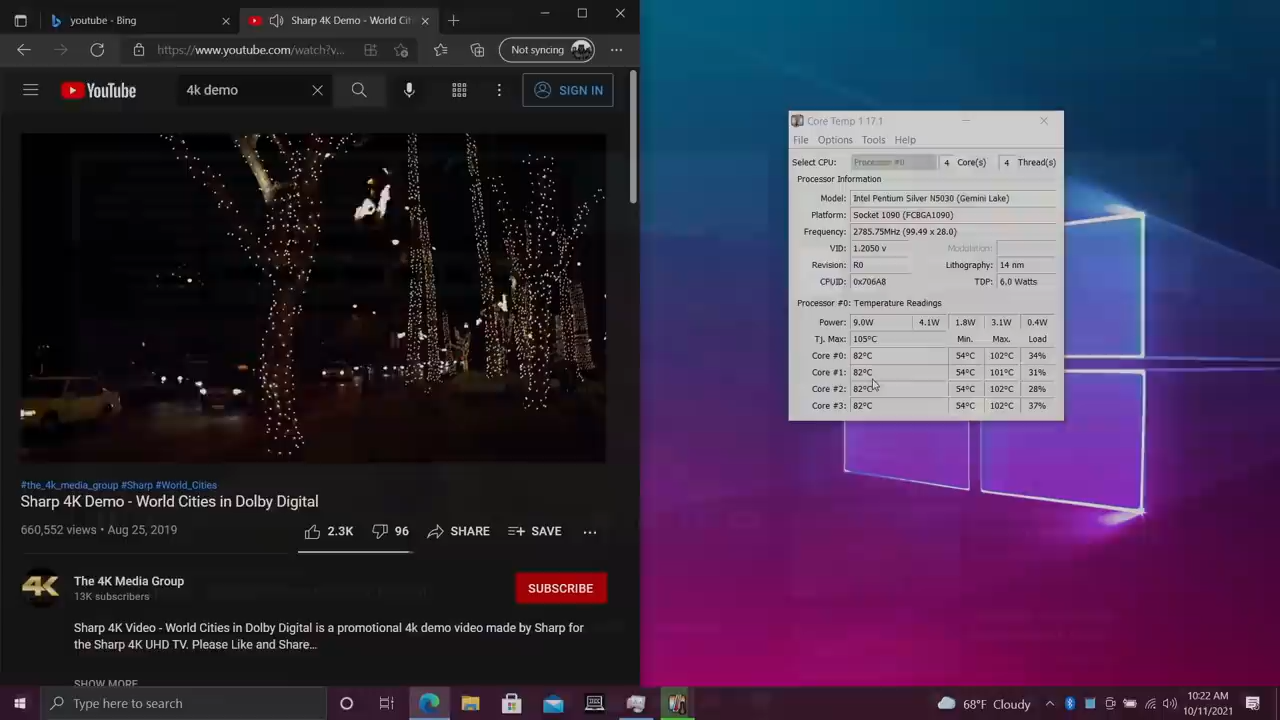 youtube - Bing
Sharp 4K Demo - World Cit
https://www.youtube.com/watch?v...
Not syncing
YouTube
4k demo
SIGN IN
#the_4k_media_group #Sharp #World_Cities
Sharp 4K Demo - World Cities in Dolby Digital
660,552 views • Aug 25, 2019
2.3K
96
SHARE
SAVE
4K
The 4K Media Group
13K subscribers
SUBSCRIBE
Sharp 4K Video - World Cities in Dolby Digital is a promotional 4k demo video made by Sharp for
the Sharp 4K UHD TV. Please Like and Share...
SHOW MORE
Core Temp 1.17.1
File Options Tools Help
Select CPU: Processor #0 4 Core(s) 4 Thread(s)
Processor Information
Model: Intel Pentium Silver N5030 (Gemini Lake)
Platform: Socket 1090 (FCBGA1090)
Frequency: 2785.75MHz (99.49 x 28.0)
VID: 1.2050 v Modulation:
Revision: R0 Lithography: 14 nm
CPUID: 0x706A8 TDP: 6.0 Watts
Processor #0: Temperature Readings
Power: 9.0W 4.1W 1.8W 3.1W 0.4W
Tj. Max: 105°C Min. Max. Load
Core #0: 82°C 54°C 102°C 34%
Core #1: 82°C 54°C 101°C 31%
Core #2: 82°C 54°C 102°C 28%
Core #3: 82°C 54°C 102°C 37%
Type here to search
68°F Cloudy
10:22 AM
10/11/2021